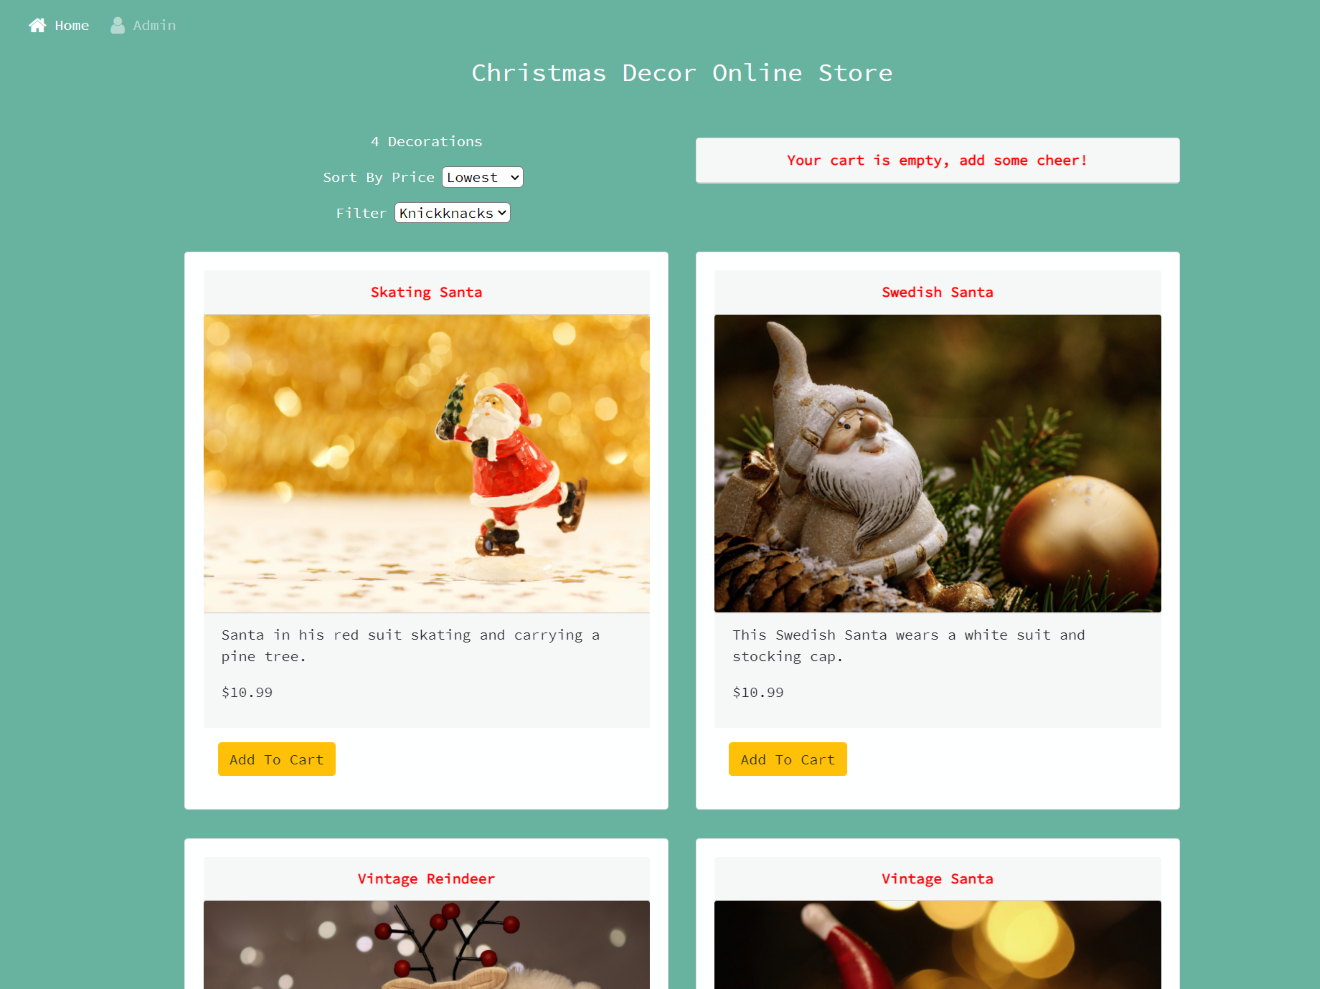 Home Admin
Christmas Decor Online Store
4 Decorations
Sort By Price Lowest
Filter Knickknacks
Your cart is empty, add some cheer!
Skating Santa
Santa in his red suit skating and carrying a
pine tree.
$10.99
Add To Cart
Swedish Santa
This Swedish Santa wears a white suit and
stocking cap.
$10.99
Add To Cart
Vintage Reindeer
Vintage Santa